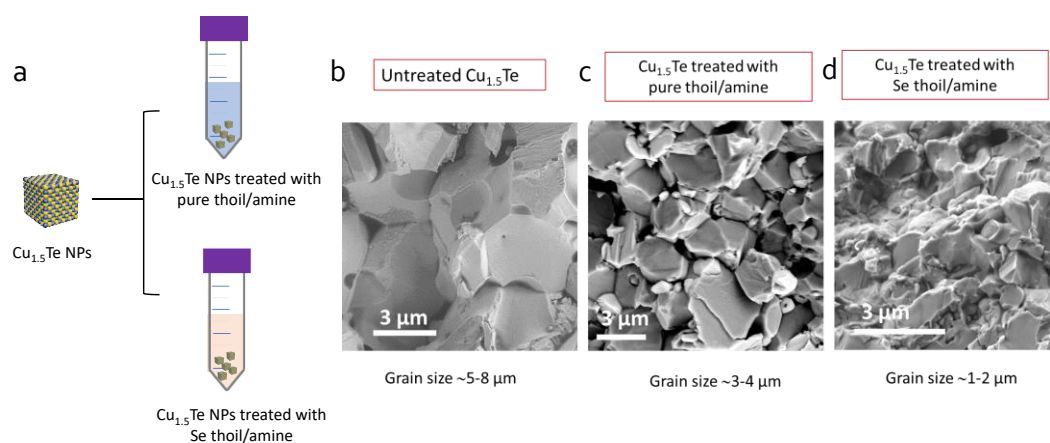 a
Cu1.5Te NPs
Cu1.5Te NPs treated with
pure thoil/amine
Cu1.5Te NPs treated with
Se thoil/amine
b
Untreated Cu1.5Te
3 μm
Grain size ~5-8 μm
c
Cu1.5Te treated with
pure thoil/amine
3 μm
Grain size ~3-4 μm
d
Cu1.5Te treated with
Se thoil/amine
3 μm
Grain size ~1-2 μm